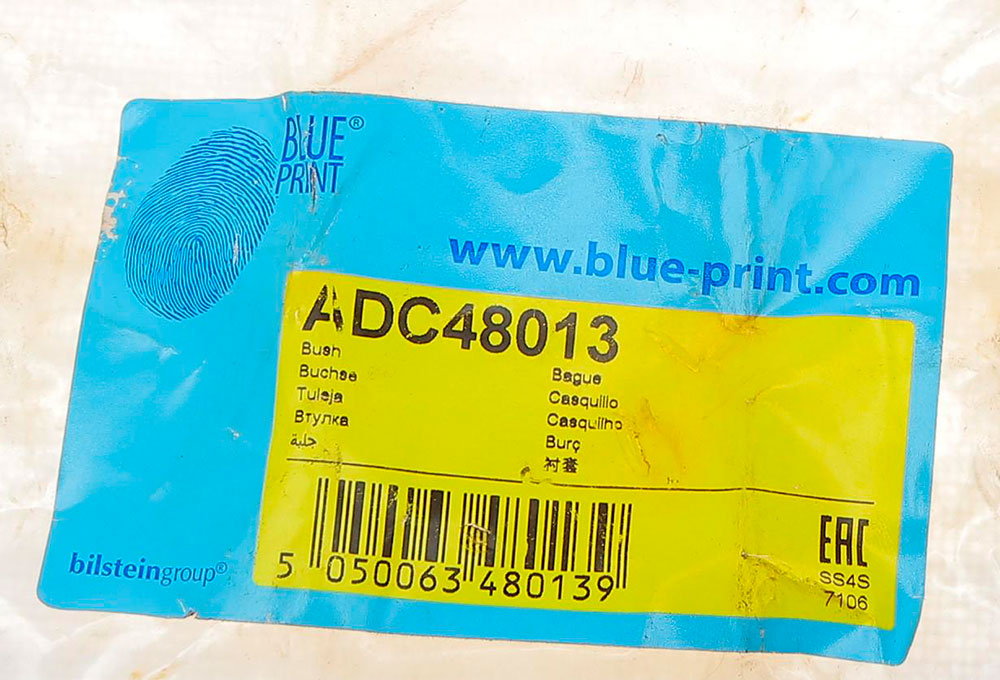 BLUE®
PRINT
www.blue-print.com
ADC48013
Bush
Buchse
Tuleja
Втулка
جلبة
Bague
Casquillo
Casquilho
Burç
衬套
5 050063 480139
EAC
SS4S
7106
bilsteingroup®